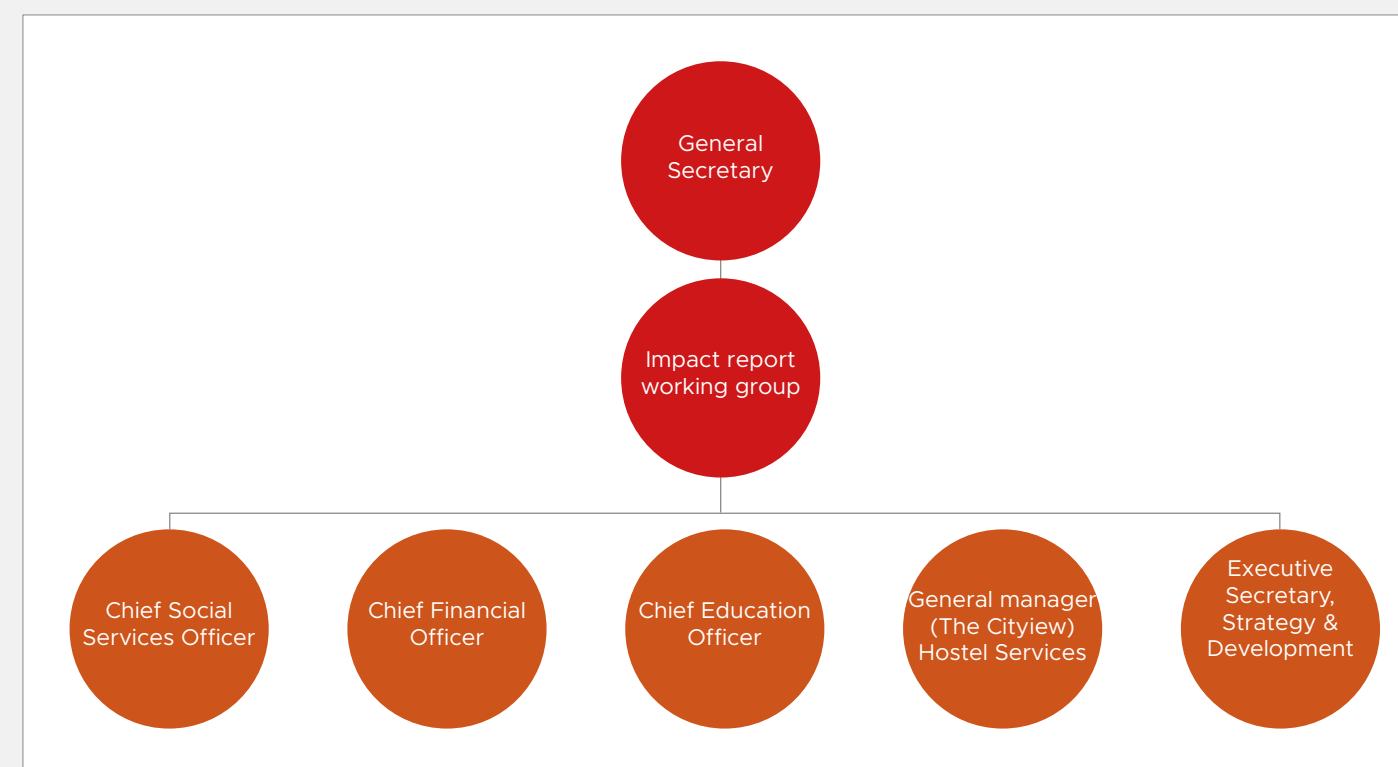 General
Secretary
Impact report
working group
Chief Social
Services Officer
Chief Financial
Officer
Chief Education
Officer
General manager
(The Cityiew)
Hostel Services
Executive
Secretary,
Strategy &
Development